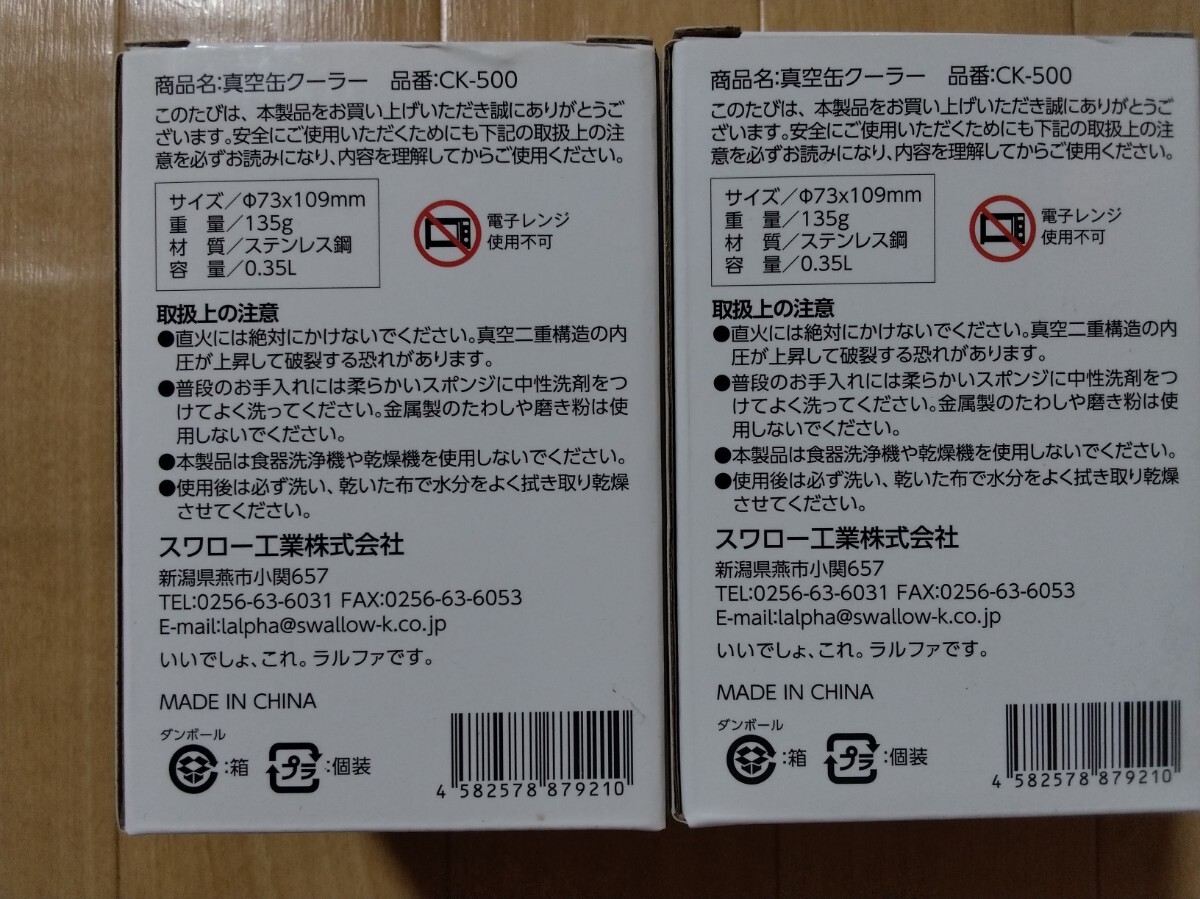 商品名:真空缶クーラー 品番:CK-500
このたびは、本製品をお買い上げいただき誠にありがとうご
ざいます。安全にご使用いただくためにも下記の取扱上の注
意を必ずお読みになり、内容を理解してからご使用ください。
サイズ/Φ73x109mm
重 量/135g
材 質/ステンレス鋼
容 量/0.35L
電子レンジ
使用不可
取扱上の注意
●直火には絶対にかけないでください。真空二重構造の内
圧が上昇して破裂する恐れがあります。
●普段のお手入れには柔らかいスポンジに中性洗剤をつ
けてよく洗ってください。金属製のたわしや磨き粉は使
用しないでください。
●本製品は食器洗浄機や乾燥機を使用しないでください。
●使用後は必ず洗い、乾いた布で水分をよく拭き取り乾燥
させてください。
スワロー工業株式会社
新潟県燕市小関657
TEL:0256-63-6031 FAX:0256-63-6053
E-mail:lalpha@swallow-k.co.jp
いいでしょ、これ。ラルファです。
MADE IN CHINA
ダンボール
:箱 プラ :個装
4 582578 879210
商品名:真空缶クーラー 品番:CK-500
このたびは、本製品をお買い上げいただき誠にありがとうご
ざいます。安全にご使用いただくためにも下記の取扱上の注
意を必ずお読みになり、内容を理解してからご使用ください。
サイズ/Φ73x109mm
重 量/135g
材 質/ステンレス鋼
容 量/0.35L
電子レンジ
使用不可
取扱上の注意
●直火には絶対にかけないでください。真空二重構造の内
圧が上昇して破裂する恐れがあります。
●普段のお手入れには柔らかいスポンジに中性洗剤をつ
けてよく洗ってください。金属製のたわしや磨き粉は使
用しないでください。
●本製品は食器洗浄機や乾燥機を使用しないでください。
●使用後は必ず洗い、乾いた布で水分をよく拭き取り乾燥
させてください。
スワロー工業株式会社
新潟県燕市小関657
TEL:0256-63-6031 FAX:0256-63-6053
E-mail:lalpha@swallow-k.co.jp
いいでしょ、これ。ラルファです。
MADE IN CHINA
ダンボール
:箱 プラ :個装
4 582578 879210